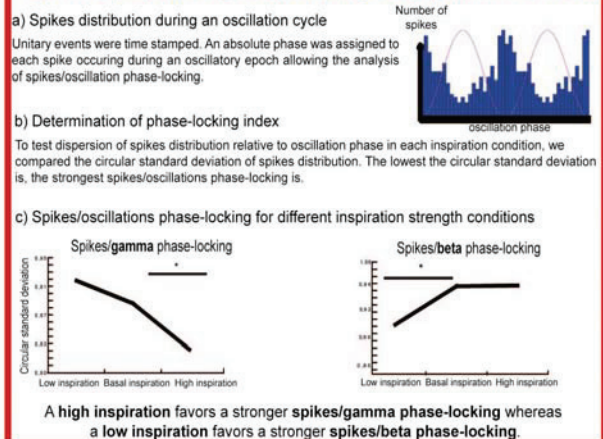 a) Spikes distribution during an oscillation cycle
Unitary events were time stamped. An absolute phase was assigned to
each spike occuring during an oscillatory epoch allowing the analysis
of spikes/oscillation phase-locking.
Number of
spikes
oscillation phase
b) Determination of phase-locking index
To test dispersion of spikes distribution relative to oscillation phase in each inspiration condition, we
compared the circular standard deviation of spikes distribution. The lowest the circular standard deviation
is, the strongest spikes/oscillations phase-locking is.
c) Spikes/oscillations phase-locking for different inspiration strength conditions
Spikes/gamma phase-locking
*
Circular standard deviation
Low inspiration Basal inspiration High inspiration
Spikes/beta phase-locking
*
Low inspiration Basal inspiration High inspiration
A high inspiration favors a stronger spikes/gamma phase-locking whereas
a low inspiration favors a stronger spikes/beta phase-locking.